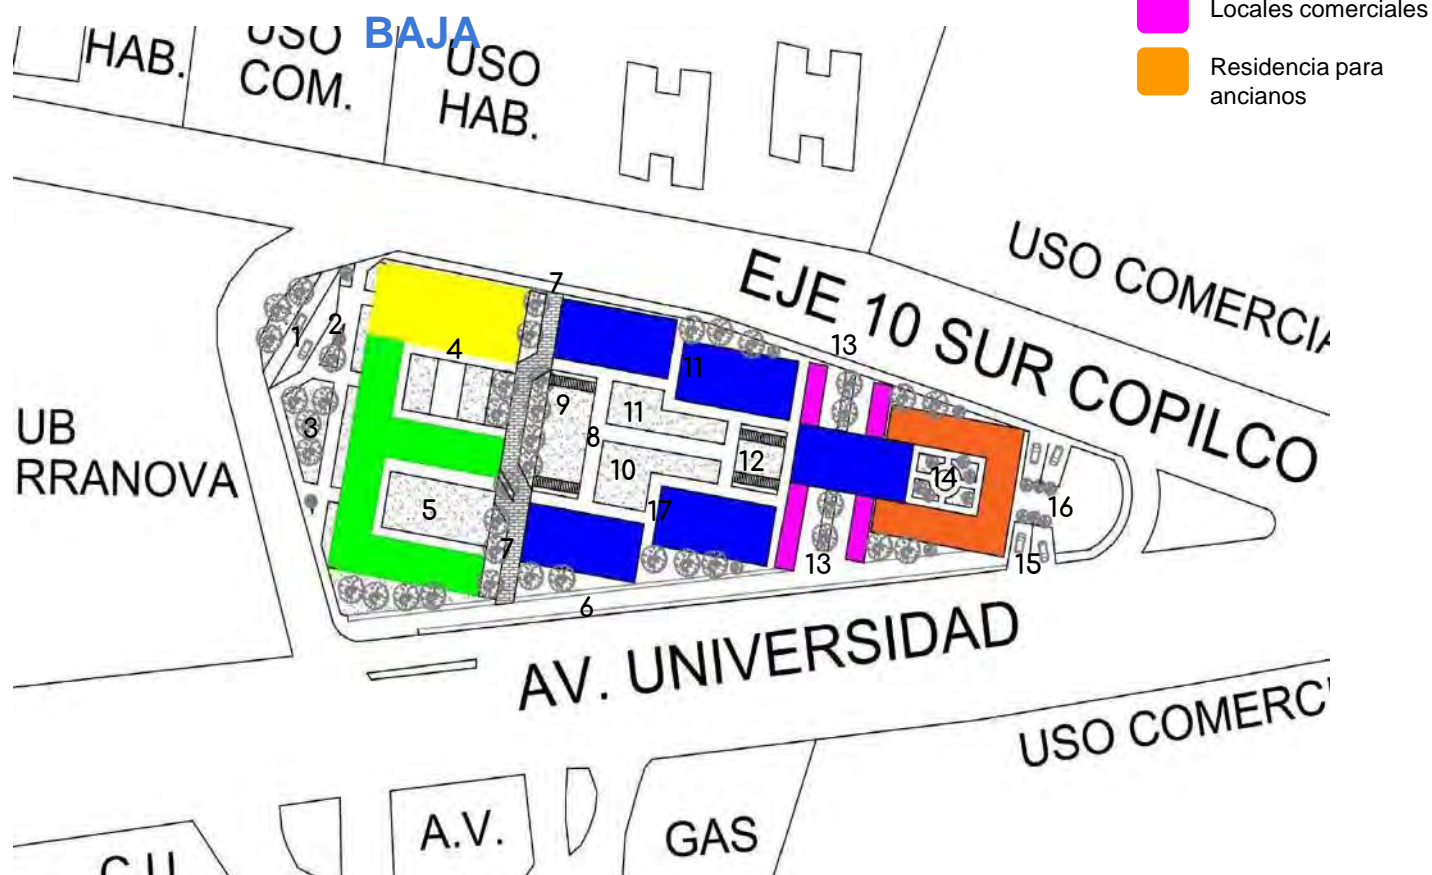 Locales comerciales
Residencia para
ancianos
BAJA
HAB.
USO
COM.
USO
HAB.
USO COMERCIA
EJE 10 SUR COPILCO
UB
RRANOVA
1
2
3
4
5
6
7
7
8
9
10
11
11
12
13
13
14
15
16
17
AV. UNIVERSIDAD
USO COMERC
A.V.
GAS
C.U.